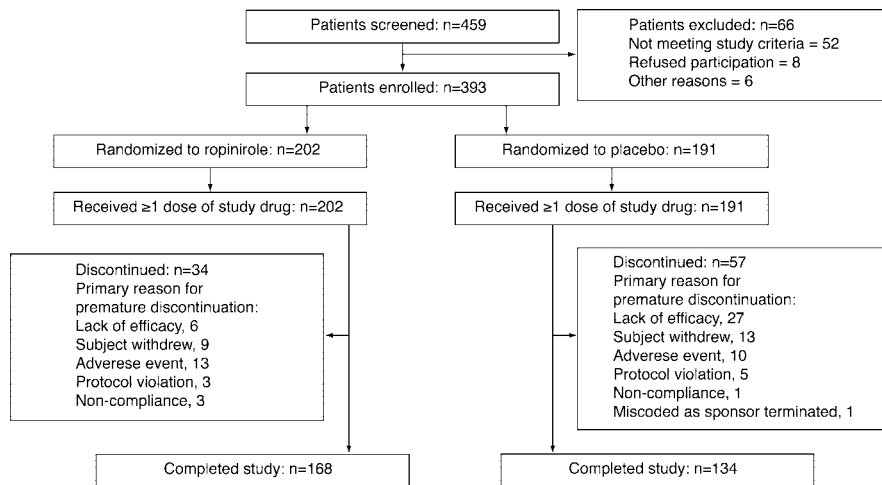 Patients screened: n=459
Patients excluded: n=66
Not meeting study criteria = 52
Refused participation = 8
Other reasons = 6
Patients enrolled: n=393
Randomized to ropinirole: n=202
Randomized to placebo: n=191
Received ≥1 dose of study drug: n=202
Received ≥1 dose of study drug: n=191
Discontinued: n=34
Primary reason for
premature discontinuation:
Lack of efficacy, 6
Subject withdrew, 9
Adverese event, 13
Protocol violation, 3
Non-compliance, 3
Discontinued: n=57
Primary reason for
premature discontinuation:
Lack of efficacy, 27
Subject withdrew, 13
Adverese event, 10
Protocol violation, 5
Non-compliance, 1
Miscoded as sponsor terminated, 1
Completed study: n=168
Completed study: n=134